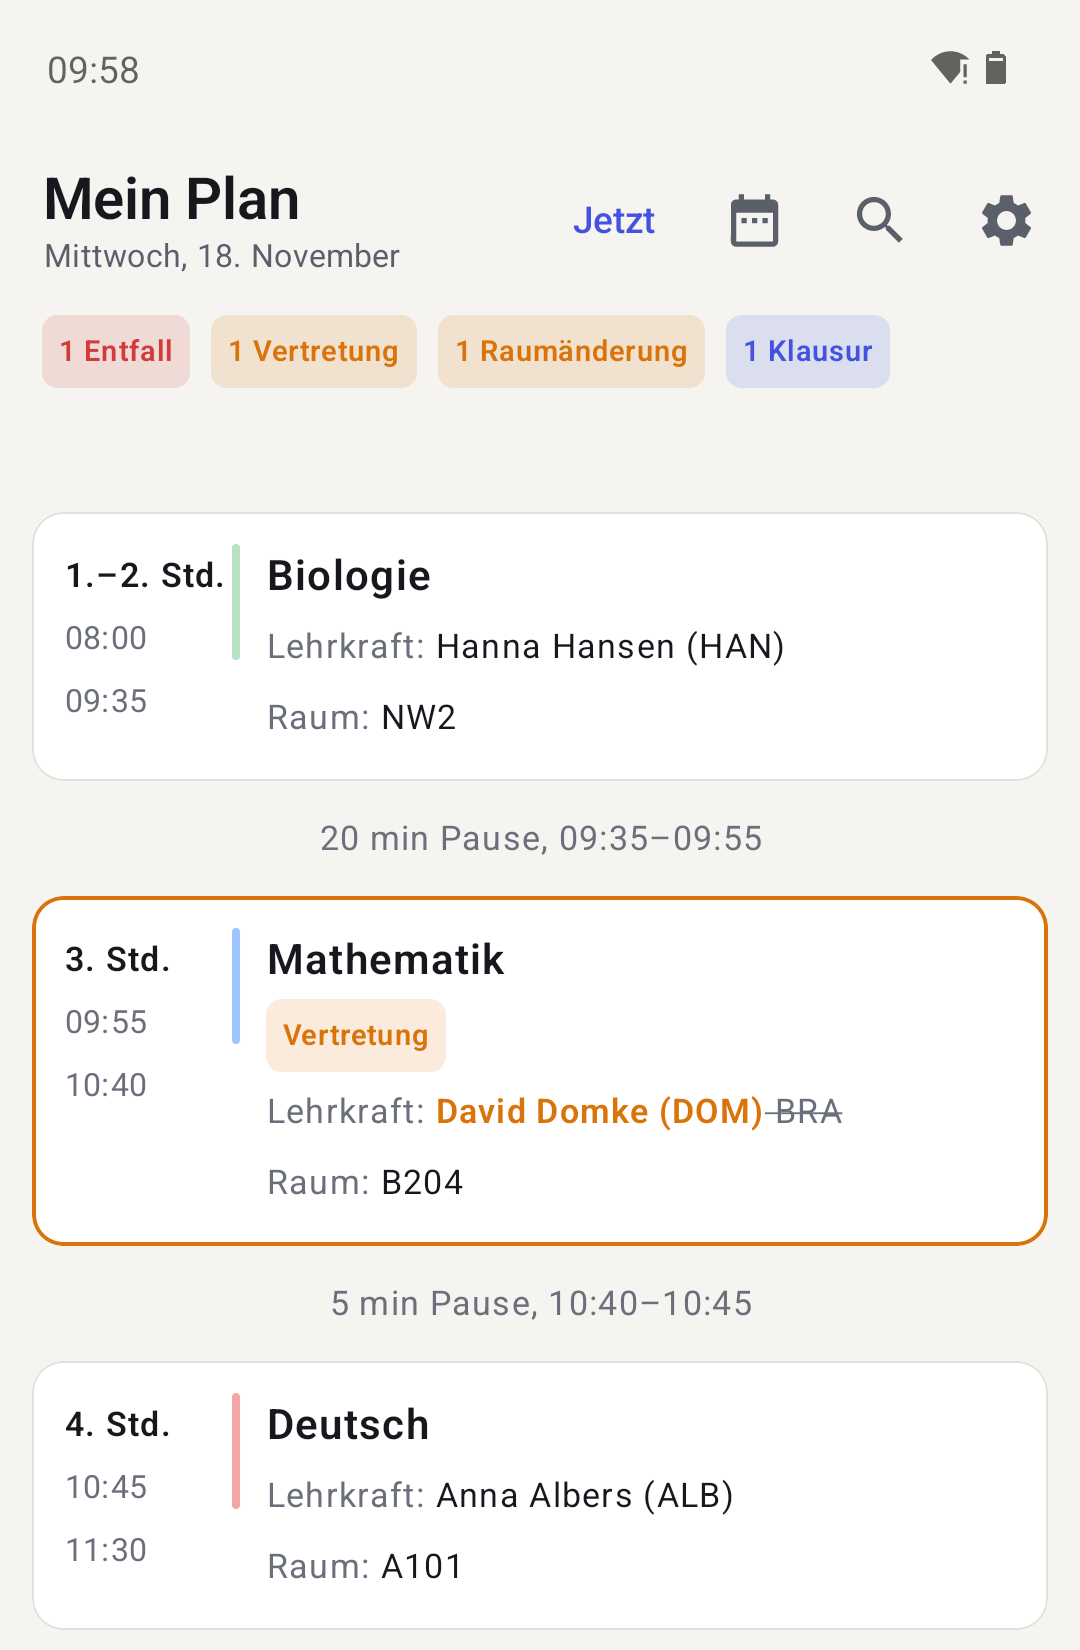 09:58
Mein Plan
Mittwoch, 18. November
Jetzt
1 Entfall
1 Vertretung
1 Raumänderung
1 Klausur
1.–2. Std.
08:00
09:35
Biologie
Lehrkraft: Hanna Hansen (HAN)
Raum: NW2
20 min Pause, 09:35–09:55
3. Std.
09:55
10:40
Mathematik
Vertretung
Lehrkraft: David Domke (DOM) BRA
Raum: B204
5 min Pause, 10:40–10:45
4. Std.
10:45
11:30
Deutsch
Lehrkraft: Anna Albers (ALB)
Raum: A101